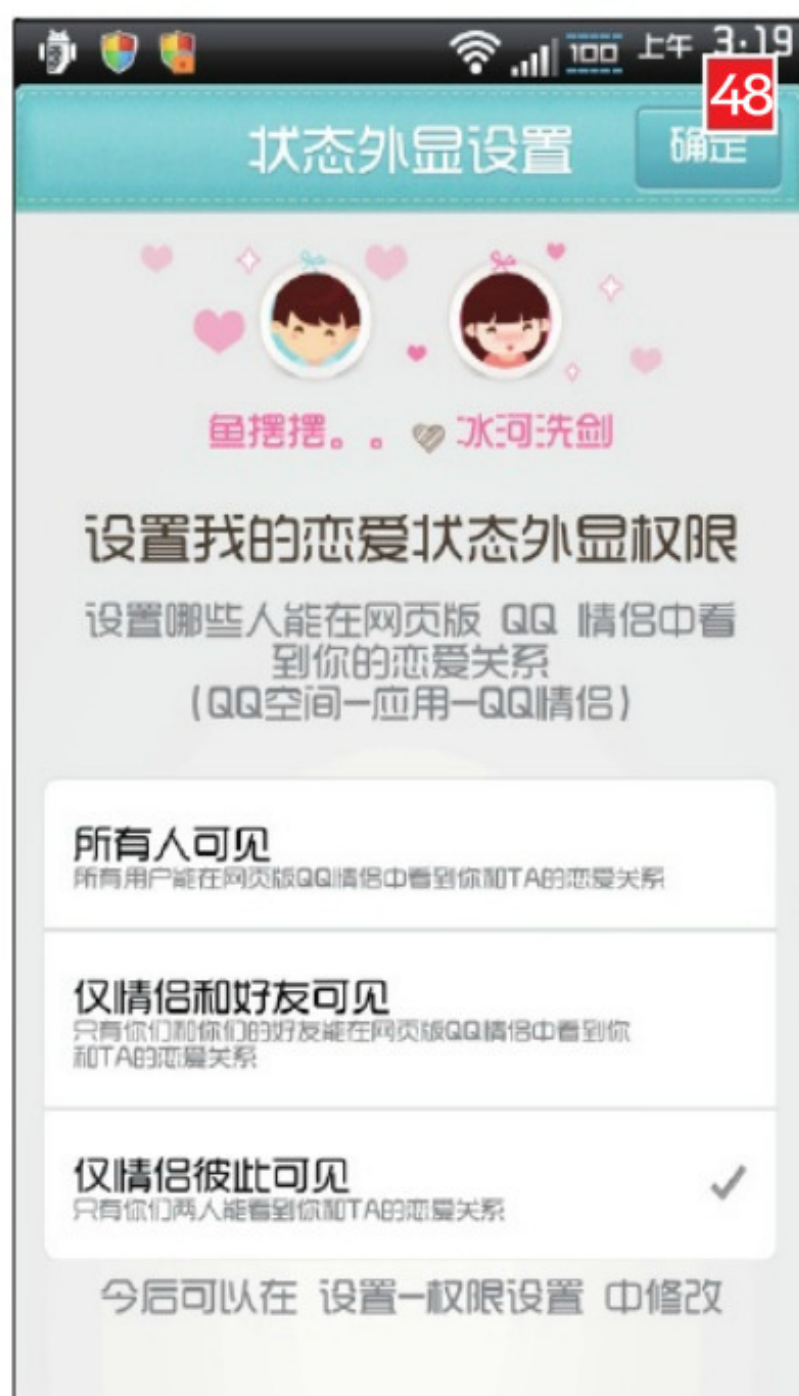 100 上午 3:19
48
状态外显设置 确定
鱼摆摆。。 冰河洗剑
设置我的恋爱状态外显权限
设置哪些人能在网页版 QQ 情侣中看
到你的恋爱关系
(QQ空间-应用-QQ情侣)
所有人可见
所有用户能在网页版QQ情侣中看到你和TA的恋爱关系
仅情侣和好友可见
只有你们和你们的好友能在网页版QQ情侣中看到你
和TA的恋爱关系
仅情侣彼此可见
只有你们两人能看到你和TA的恋爱关系
今后可以在 设置-权限设置 中修改